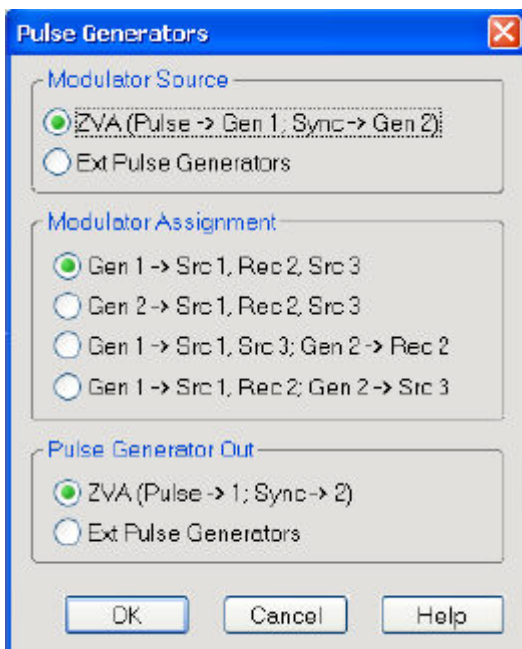 Pulse Generators
Modulator Source
ZVA (Pulse -> Gen 1; Sync-> Gen 2)
Ext Pulse Generators
Modulator Assignment
Gen 1 -> Src 1, Rec 2, Src 3
Gen 2 -> Src 1, Rec 2, Src 3
Gen 1 -> Src 1, Src 3; Gen 2 -> Rec 2
Gen 1 -> Src 1, Rec 2; Gen 2 -> Src 3
Pulse Generator Out
ZVA (Pulse -> 1; Sync-> 2)
Ext Pulse Generators
OK Cancel Help